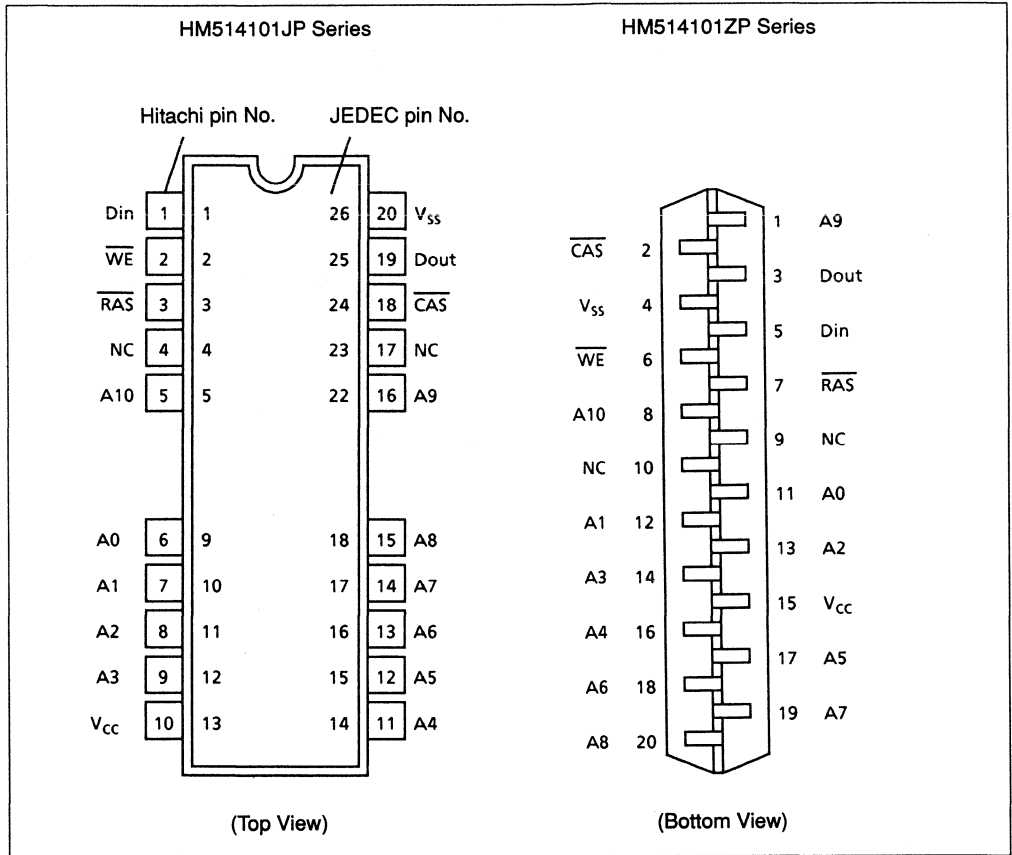 HM514101JP Series
HM514101ZP Series
Hitachi pin No. JEDEC pin No.
Din 1 1 26 20 VSS
WE 2 2 25 19 Dout
RAS 3 3 24 18 CAS
NC 4 4 23 17 NC
A10 5 5 22 16 A9
A0 6 9 18 15 A8
A1 7 10 17 14 A7
A2 8 11 16 13 A6
A3 9 12 15 12 A5
VCC 10 13 14 11 A4
(Top View)
1 A9
CAS 2
3 Dout
VSS 4
5 Din
WE 6
7 RAS
A10 8
9 NC
NC 10
11 A0
A1 12
13 A2
A3 14
15 VCC
A4 16
17 A5
A6 18
19 A7
A8 20
(Bottom View)